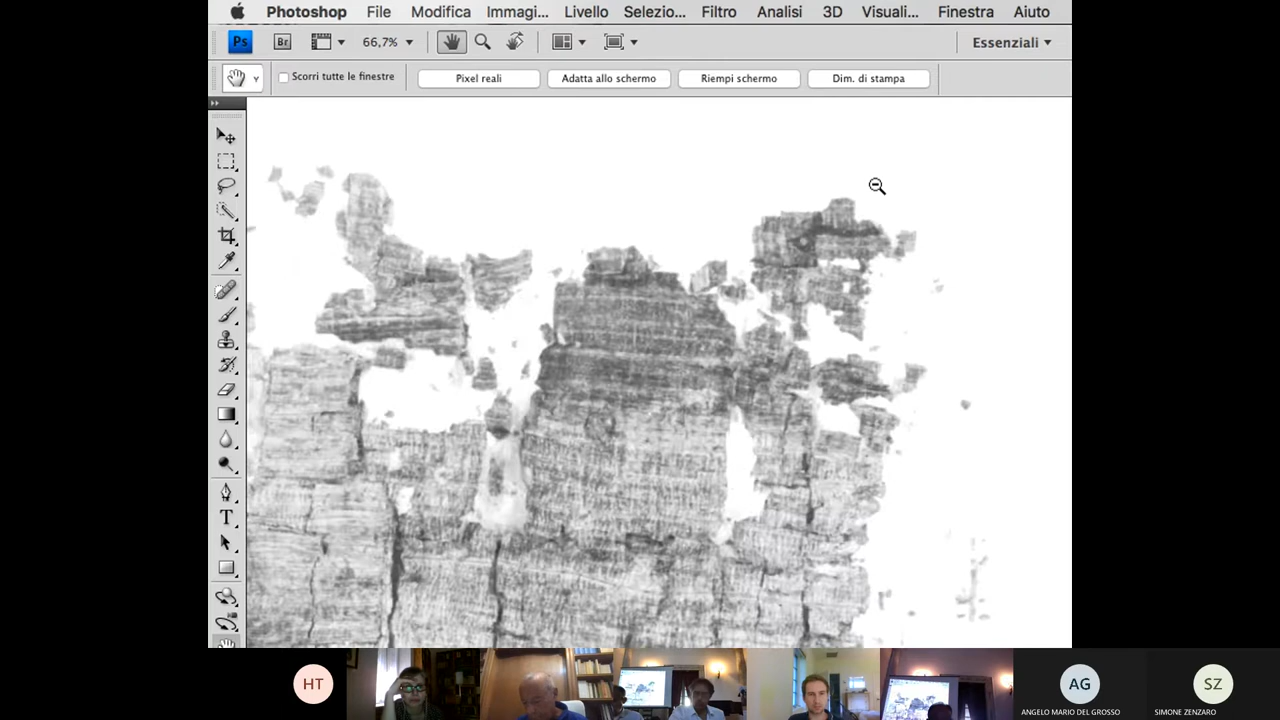 Photoshop File Modifica Immagi... Livello Selezio... Filtro Analisi 3D Visuali... Finestra Aiuto
Ps Br 66,7% Essenziali
Scorri tutte le finestre Pixel reali Adatta allo schermo Riempi schermo Dim. di stampa
T
HT AG SZ
ANGELO MARIO DEL GROSSO SIMONE ZENZARO